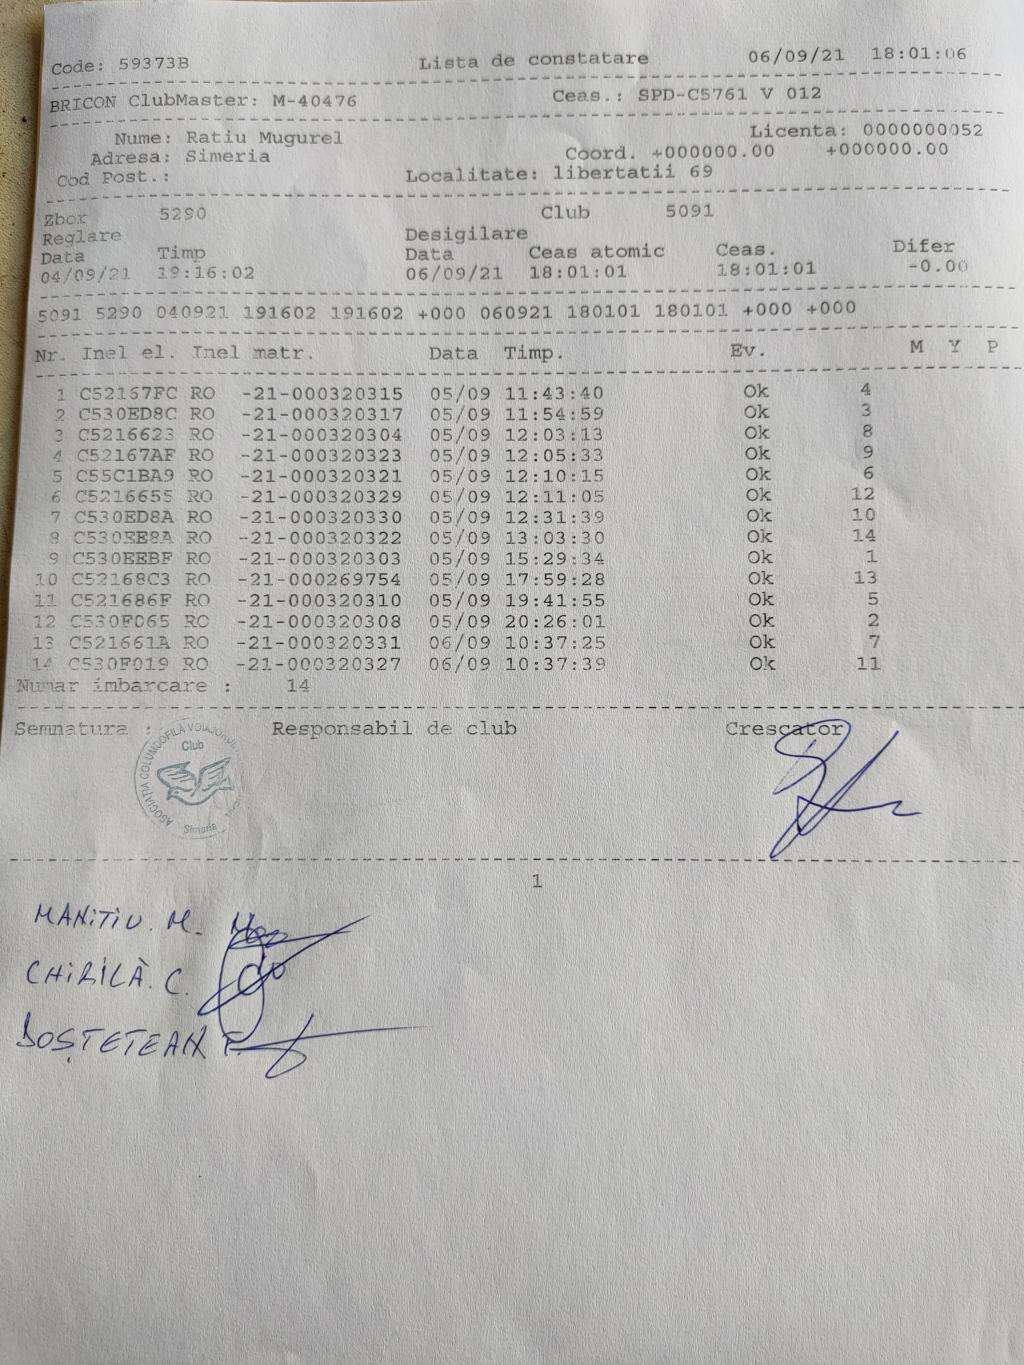 Code: 59373B Lista de constatare 06/09/21 18:01:06
BRICON ClubMaster: M-40476 Ceas.: SPD-C5761 V 012
Nume: Ratiu Mugurel Licenta: 0000000052
Adresa: Simeria Coord. +000000.00 +000000.00
Cod Post.: Localitate: libertatii 69
Zbor 5290 Club 5091
Reglare Desigilare
Data Timp Data Ceas atomic Ceas. Difer
04/09/21 19:16:02 06/09/21 18:01:01 18:01:01 -0.00
5091 5290 040921 191602 191602 +000 060921 180101 180101 +000 +000
Nr. Inel el. Inel matr. Data Timp. Ev. M Y P
1 C52167FC RO -21-000320315 05/09 11:43:40 Ok 4
2 C530ED8C RO -21-000320317 05/09 11:54:59 Ok 3
3 C5216623 RO -21-000320304 05/09 12:03:13 Ok 8
4 C52167AF RO -21-000320323 05/09 12:05:33 Ok 9
5 C55C1BA9 RO -21-000320321 05/09 12:10:15 Ok 6
6 C5216655 RO -21-000320329 05/09 12:11:05 Ok 12
7 C530ED8A RO -21-000320330 05/09 12:31:39 Ok 10
8 C530EE8A RO -21-000320322 05/09 13:03:30 Ok 14
9 C530EEBF RO -21-000320303 05/09 15:29:34 Ok 1
10 C52168C3 RO -21-000269754 05/09 17:59:28 Ok 13
11 C521686F RO -21-000320310 05/09 19:41:55 Ok 5
12 C530F065 RO -21-000320308 05/09 20:26:01 Ok 2
13 C521661A RO -21-000320331 06/09 10:37:25 Ok 7
14 C530F019 RO -21-000320327 06/09 10:37:39 Ok 11
Numar imbarcare : 14
Semnatura : Responsabil de club Crescator
ASOCIAȚIA COLUMBOFILĂ VOIAJORUL
Club
Simeria
1
MANIȚIU. M.
CHIRILĂ. C.
BOȘTETEAN